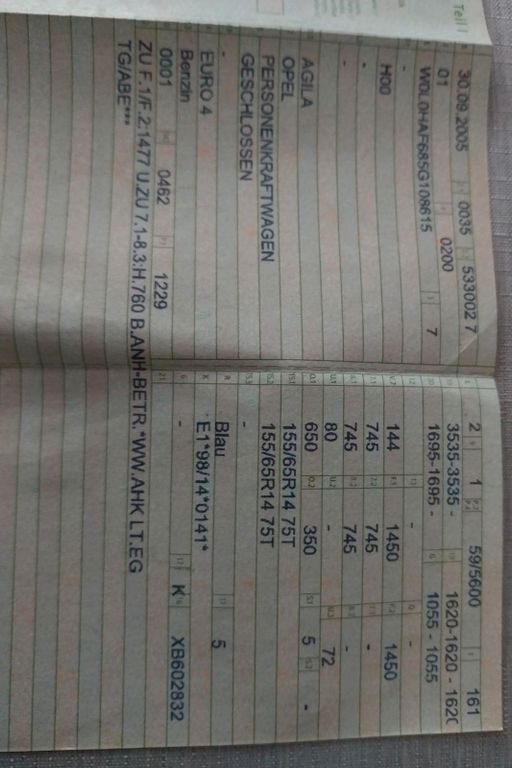 Teil I
30.09.2005 0035 533002 7
01 0200
W0L0HAF685G108615 7
-
H00
-
-
AGILA
OPEL
PERSONENKRAFTWAGEN
GESCHLOSSEN
-
EURO 4
Benzin
0001 0462 1229
ZU F.1/F.2:1477 U.ZU 7.1-8.3:H.760 B.ANH-BETR.*WW.AHK LT.EG
TG/ABE***
2 1 59/5600 161
3535-3535 - 1620-1620 - 1620
1695-1695 - 1055 - 1055
- -
144 1450 1450
745 745 -
745 745 -
80 - 72
650 350 5 -
155/65R14 75T
155/65R14 75T
-
Blau 5
E1*98/14*0141*
- K XB602832